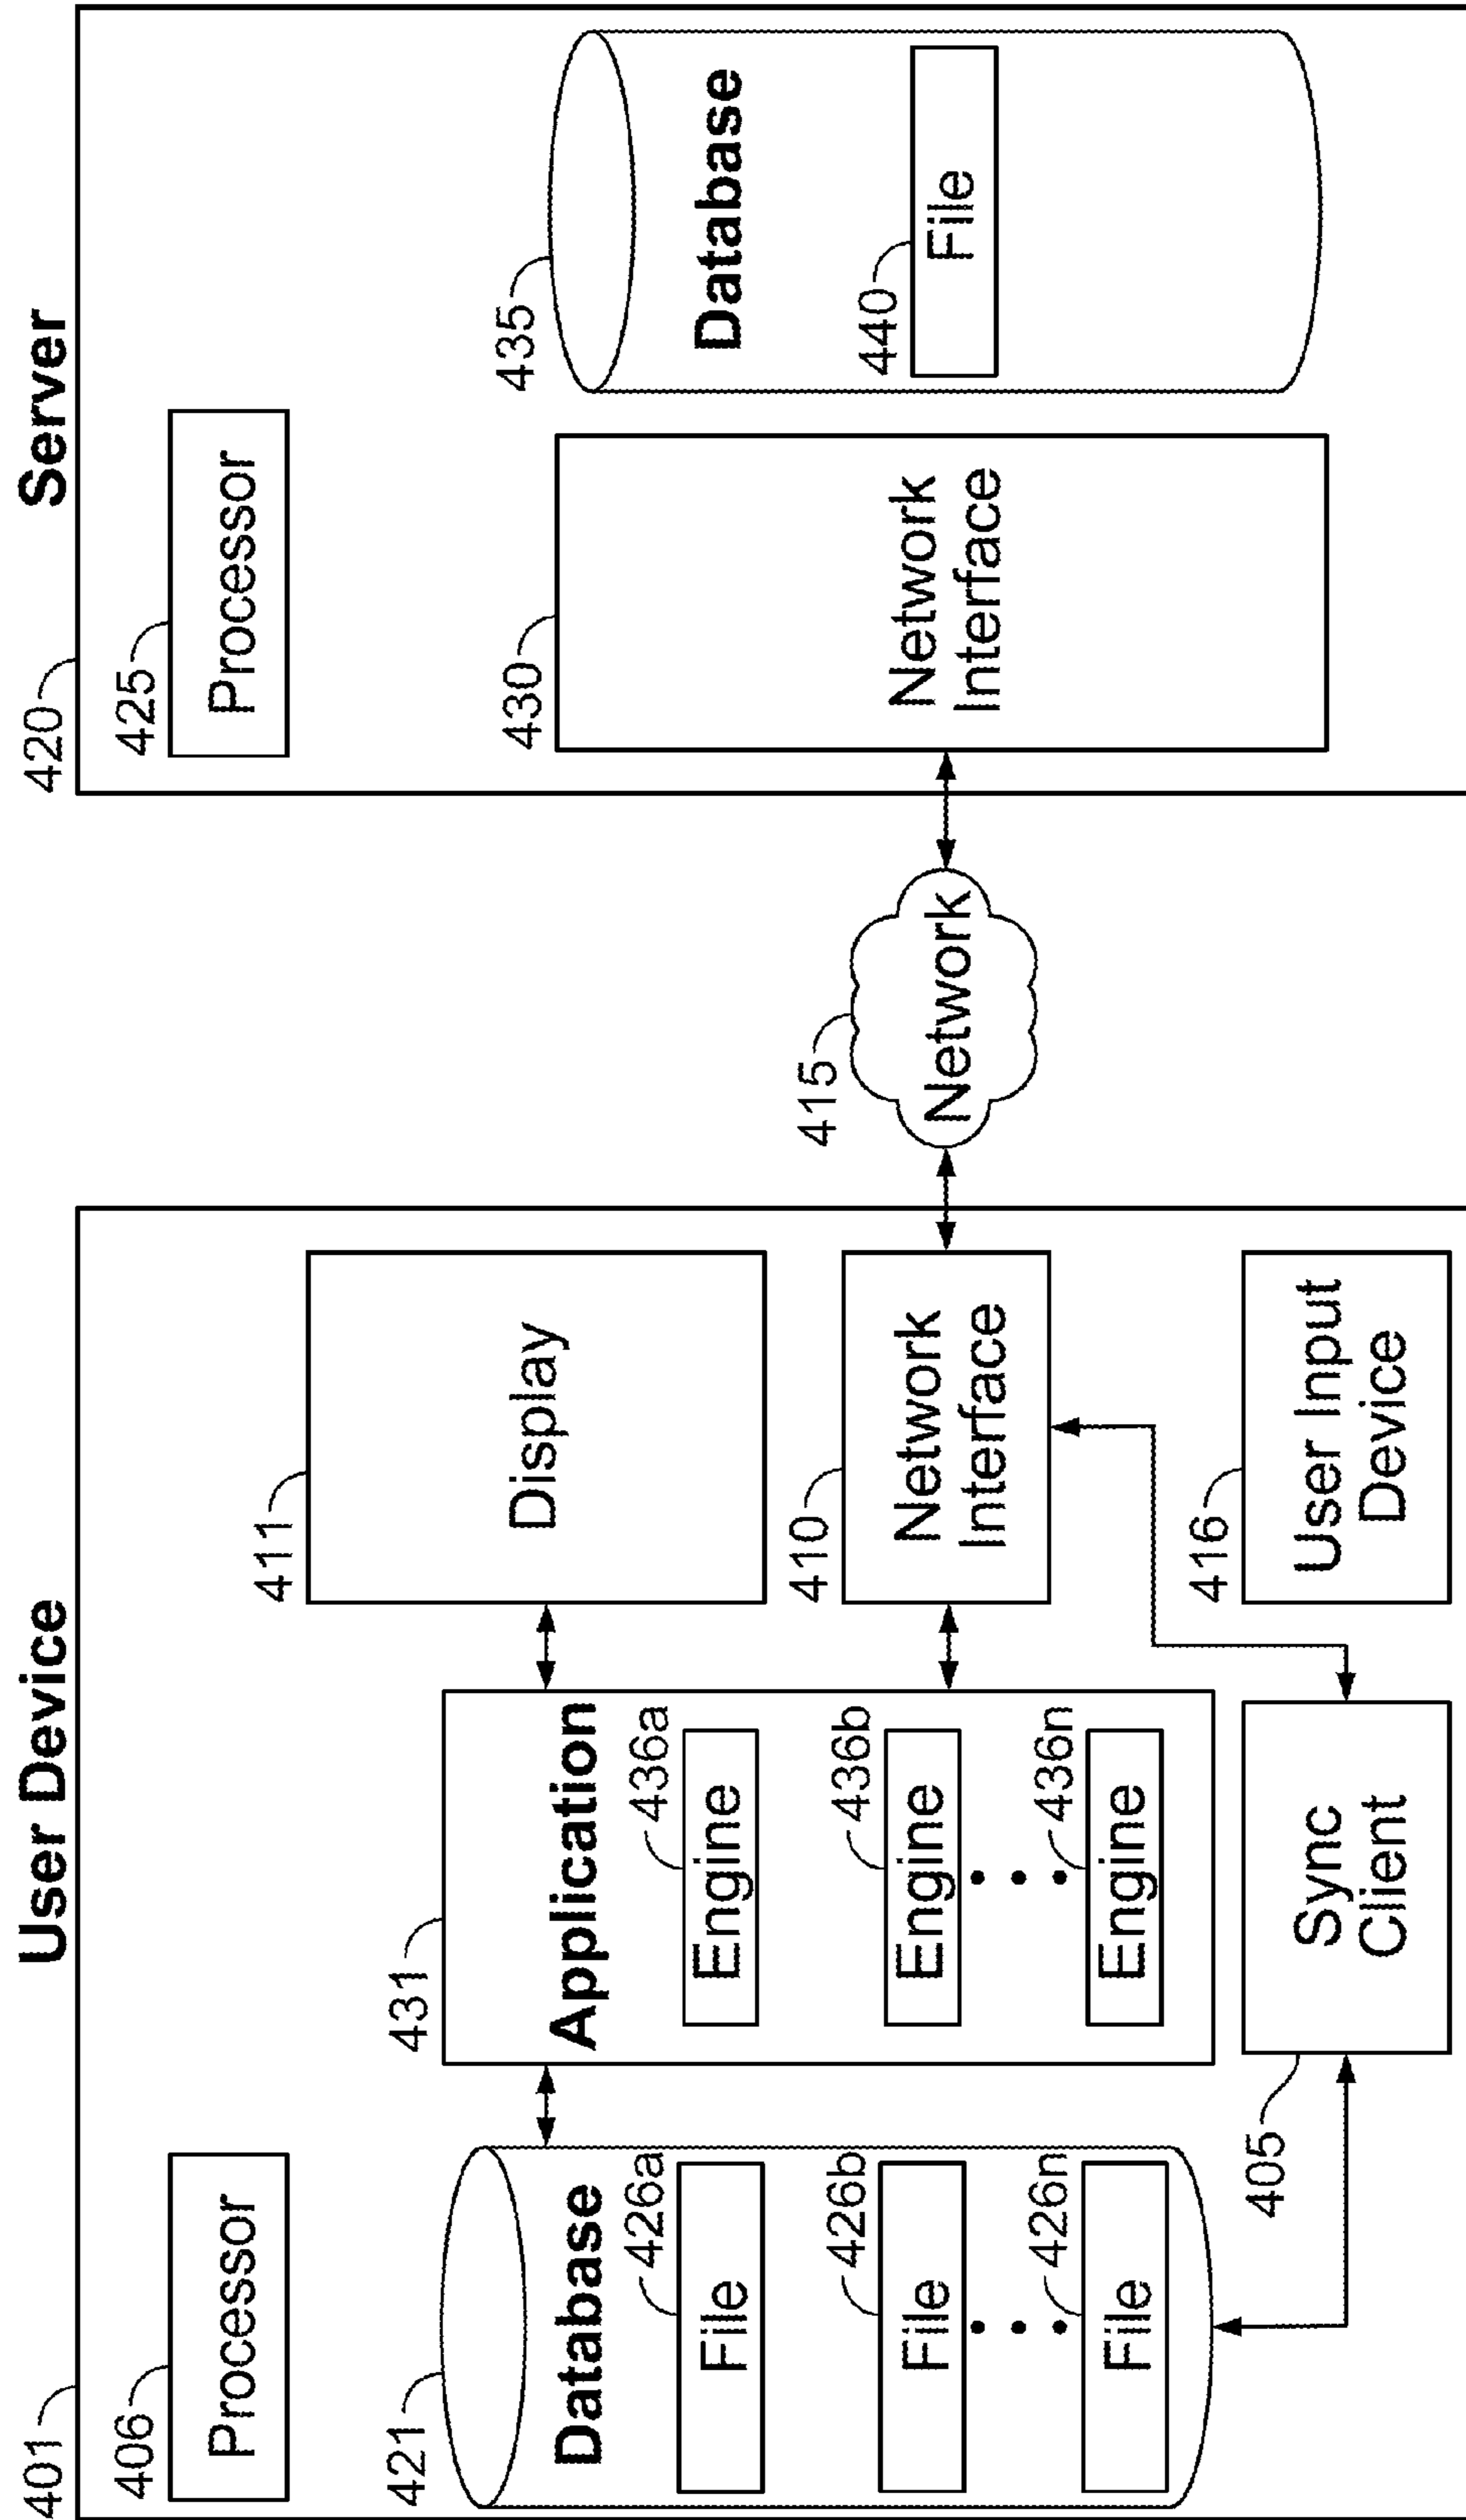 User Device
401
406
Processor
421
Database
426a
File
426b
File
426n
File
431
Application
436a
Engine
436b
Engine
436n
Engine
405
Sync
Client
411
Display
410
Network
Interface
416
User Input
Device
415
Network
Server
420
425
Processor
430
Network
Interface
435
Database
440
File